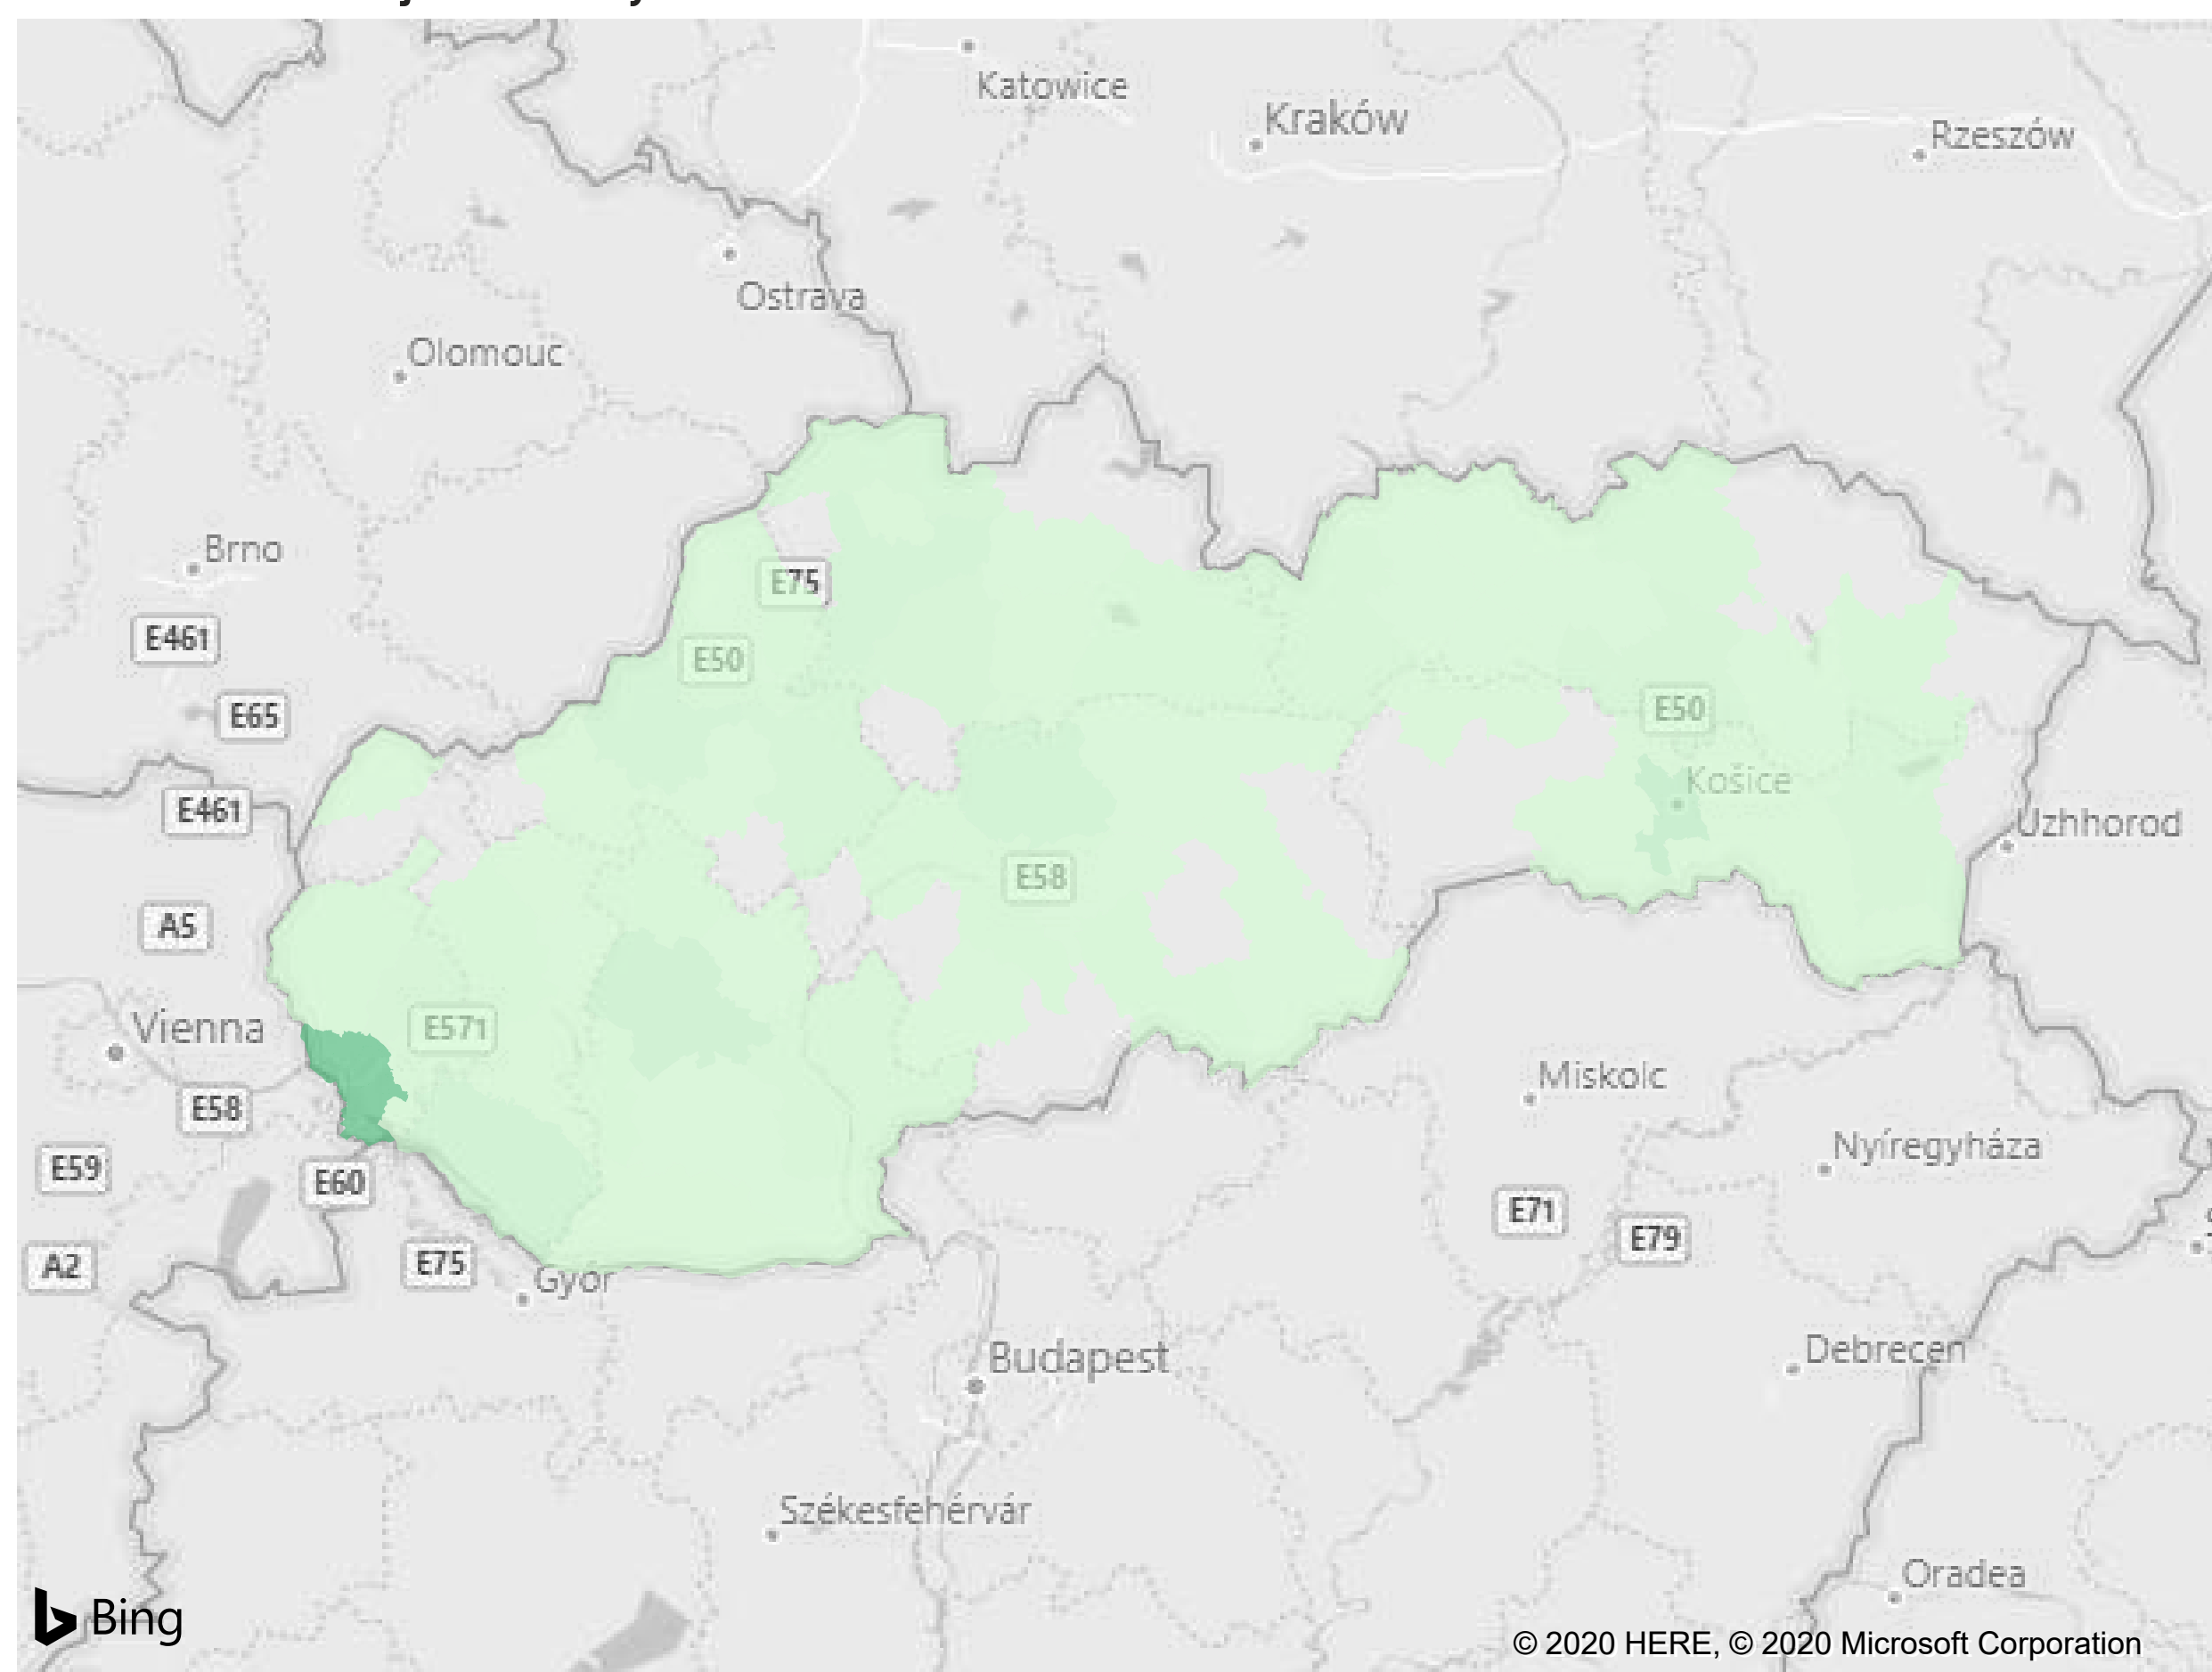 Katowice
Kraków
Rzeszów
Ostrava
Olomouc
Brno
E75
E461
E50
E65
E50
Košice
E461
Uzhhorod
E58
A5
Vienna
E571
Miskolc
E58
Nyíregyháza
E59
E60
E71
E79
A2
E75
Győr
Budapest
Debrecen
Székesfehérvár
Oradea
Bing
© 2020 HERE, © 2020 Microsoft Corporation